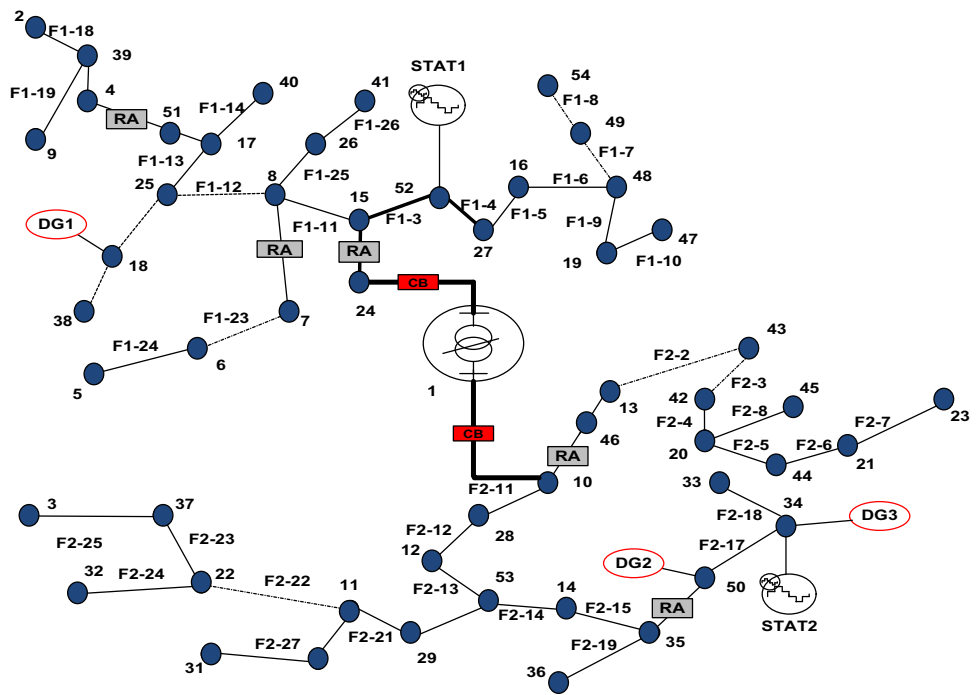 2
F1-18
39
STAT1
40
41
54
F1-8
F1-19
4
51
F1-14
F1-26
49
RA
9
F1-13
17
26
16
F1-7
25
F1-12
8
F1-25
52
F1-6
48
DG1
15
F1-3
F1-4
F1-5
F1-9
47
F1-11
27
18
RA
RA
19
F1-10
CB
24
38
F1-23
7
43
F1-24
6
F2-2
5
1
13
F2-3
42
45
23
F2-8
F2-7
F2-4
CB
46
20
F2-5
F2-6
RA
21
44
F2-11
10
33
3
37
34
F2-18
DG3
F2-12
28
F2-23
12
F2-17
F2-25
DG2
32
F2-24
22
F2-22
11
F2-13
53
14
50
F2-14
F2-15
RA
STAT2
F2-21
F2-27
29
F2-19
35
31
36